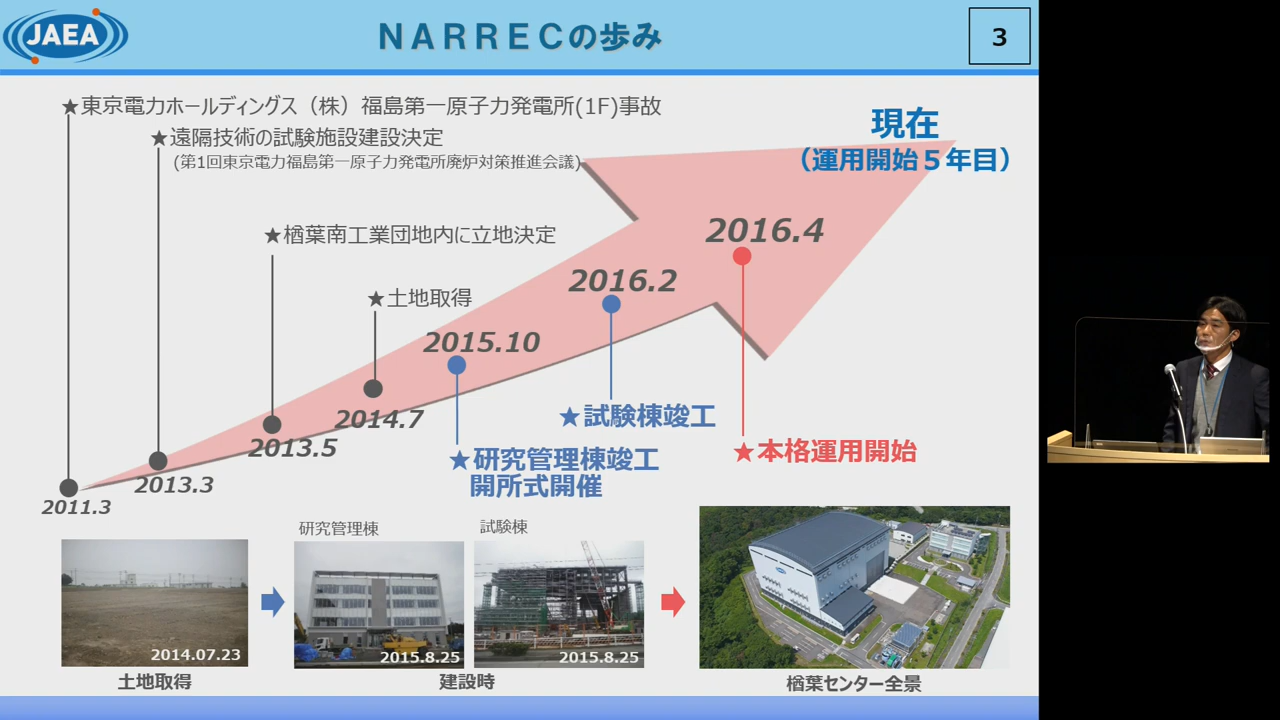 JAEA
NARRECの歩み
3
★東京電力ホールディングス（株）福島第一原子力発電所(1F)事故
★遠隔技術の試験施設建設決定
(第1回東京電力福島第一原子力発電所廃炉対策推進会議)
現在
（運用開始５年目）
★楢葉南工業団地内に立地決定
★土地取得
2016.4
2016.2
2015.10
2014.7
2013.5
2013.3
2011.3
★試験棟竣工
★研究管理棟竣工
開所式開催
★本格運用開始
研究管理棟
試験棟
2014.07.23
2015.8.25
2015.8.25
土地取得
建設時
楢葉センター全景